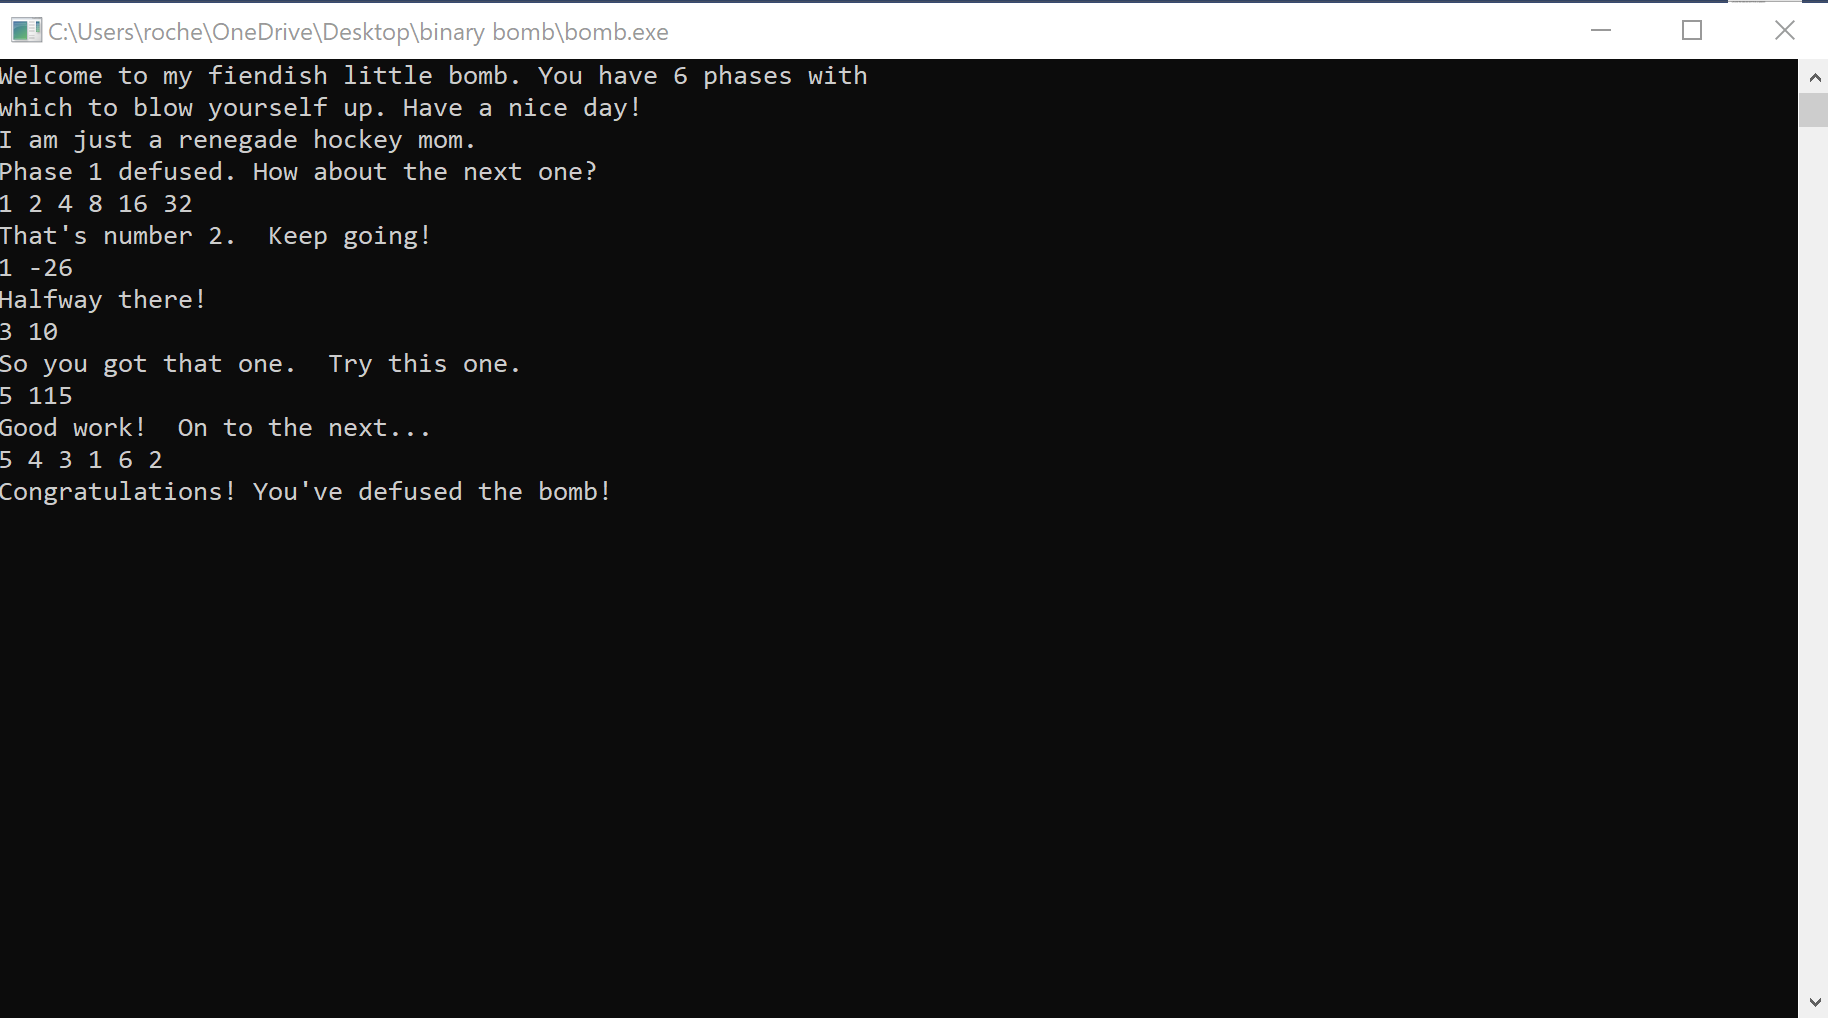 C:\Users\roche\OneDrive\Desktop\binary bomb\bomb.exe
Welcome to my fiendish little bomb. You have 6 phases with
which to blow yourself up. Have a nice day!
I am just a renegade hockey mom.
Phase 1 defused. How about the next one?
1 2 4 8 16 32
That's number 2.  Keep going!
1 -26
Halfway there!
3 10
So you got that one.  Try this one.
5 115
Good work!  On to the next...
5 4 3 1 6 2
Congratulations! You've defused the bomb!